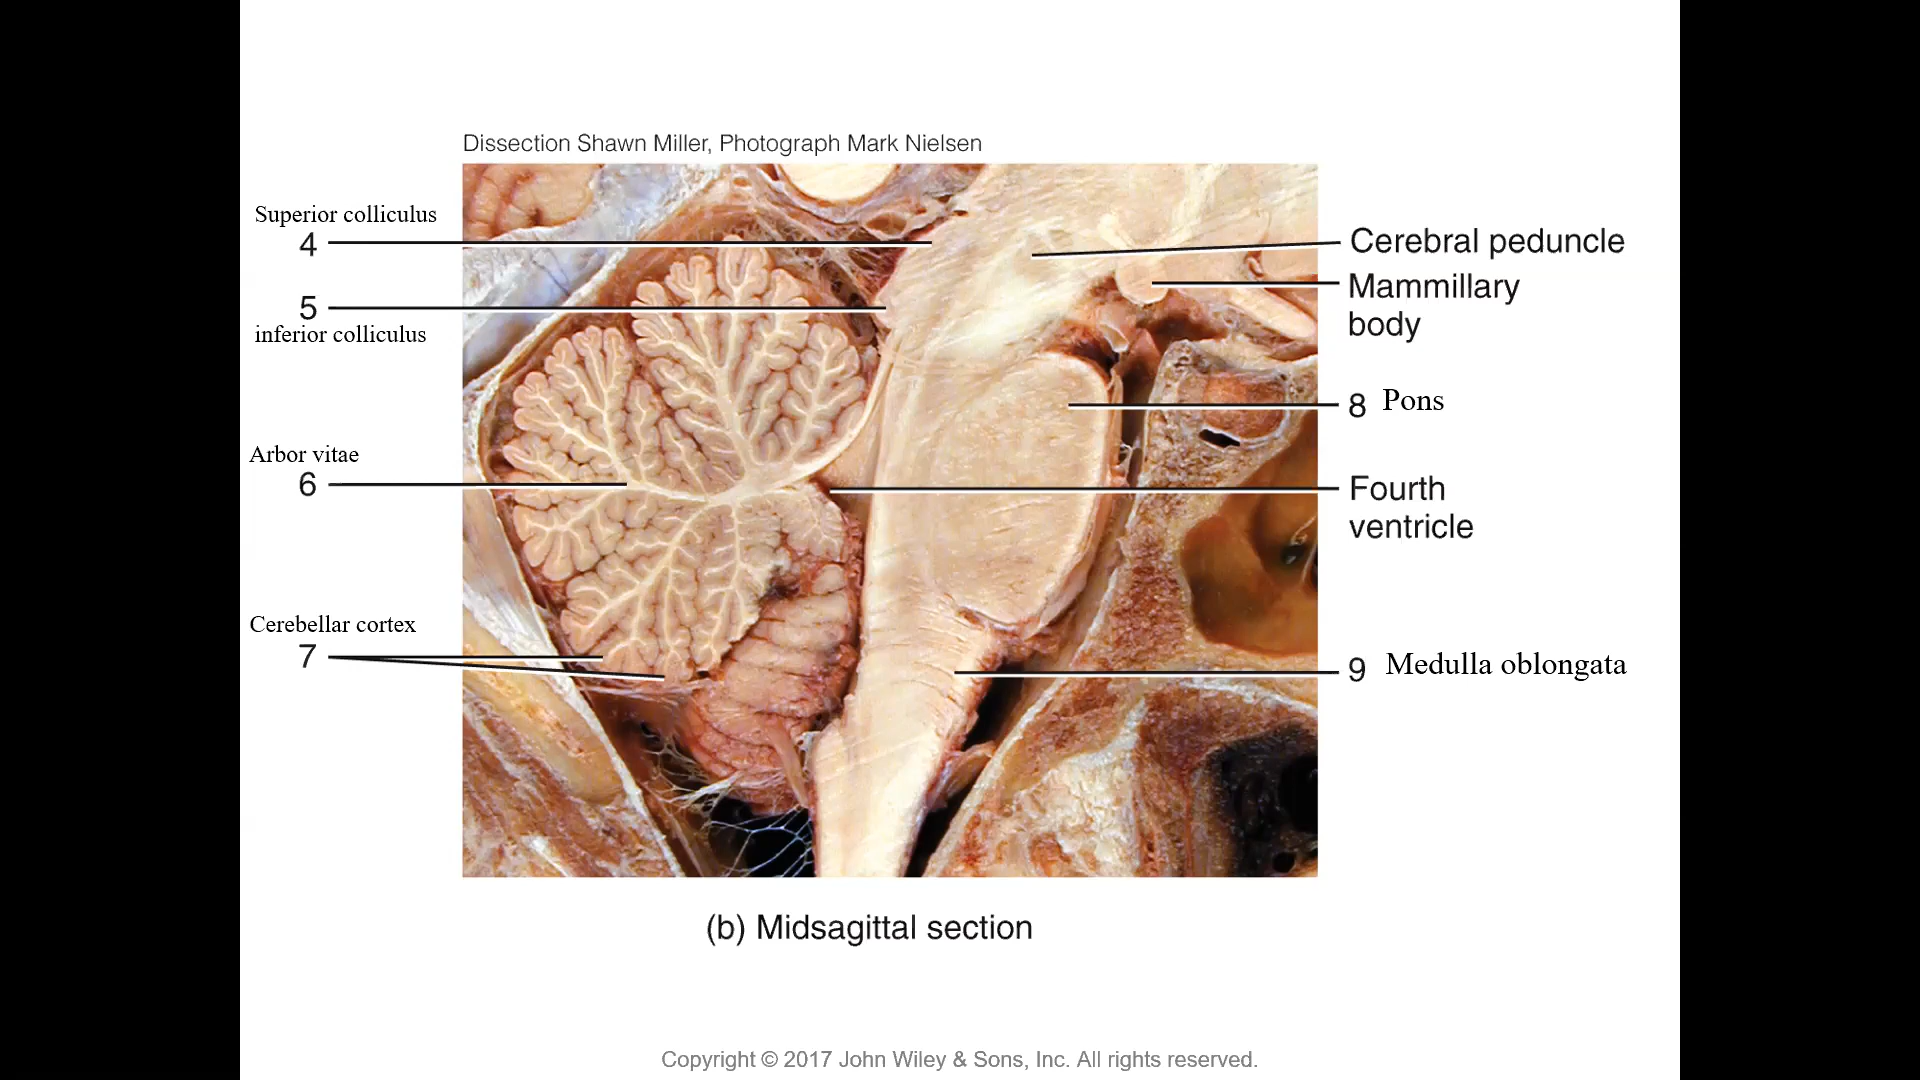 Dissection Shawn Miller, Photograph Mark Nielsen
Superior colliculus
4
5
inferior colliculus
Arbor vitae
6
Cerebellar cortex
7
Cerebral peduncle
Mammillary
body
8 Pons
Fourth
ventricle
9 Medulla oblongata
(b) Midsagittal section
Copyright © 2017 John Wiley & Sons, Inc. All rights reserved.